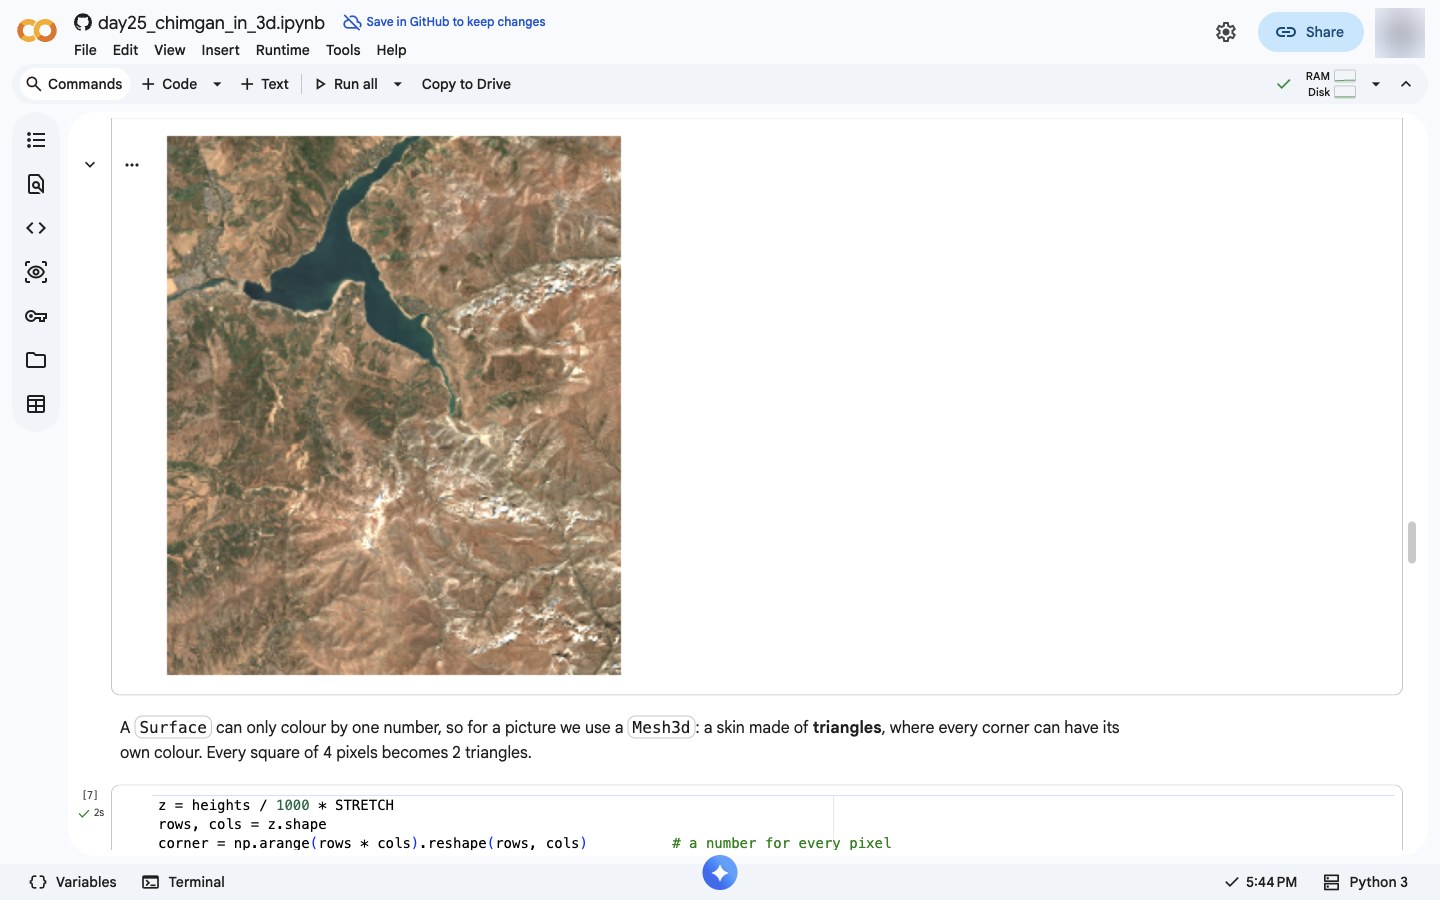 day25_chimgan_in_3d.ipynb
Save in GitHub to keep changes
Share
File Edit View Insert Runtime Tools Help
Commands + Code + Text Run all Copy to Drive
RAM
Disk
A Surface can only colour by one number, so for a picture we use a Mesh3d: a skin made of triangles, where every corner can have its
own colour. Every square of 4 pixels becomes 2 triangles.
[7]
2s
z = heights / 1000 * STRETCH
rows, cols = z.shape
corner = np.arange(rows * cols).reshape(rows, cols) # a number for every pixel
Variables Terminal 5:44 PM Python 3